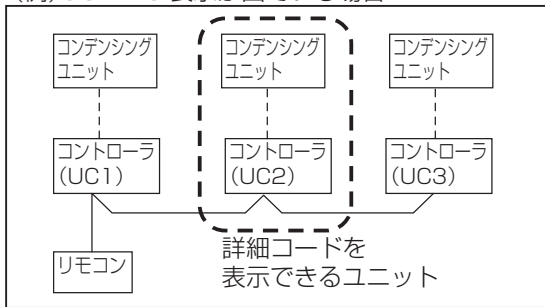 コンデンシング
ユニット
コンデンシング
ユニット
コンデンシング
ユニット
コントローラ
(UC1)
コントローラ
(UC2)
コントローラ
(UC3)
リモコン
詳細コードを
表示できるユニット